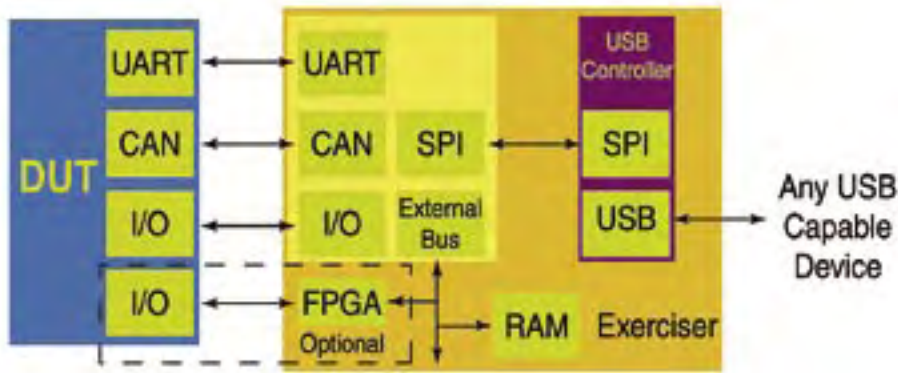 DUT
UART
CAN
I/O
I/O
UART
CAN
SPI
I/O
External
Bus
FPGA
Optional
RAM
Exerciser
USB
Controller
SPI
USB
Any USB
Capable
Device